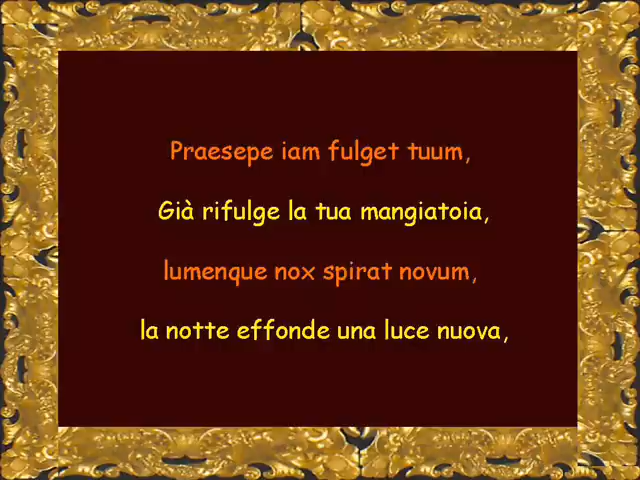 Praesepe iam fulget tuum,
Già rifulge la tua mangiatoia,
lumenque nox spirat novum,
la notte effonde una luce nuova,